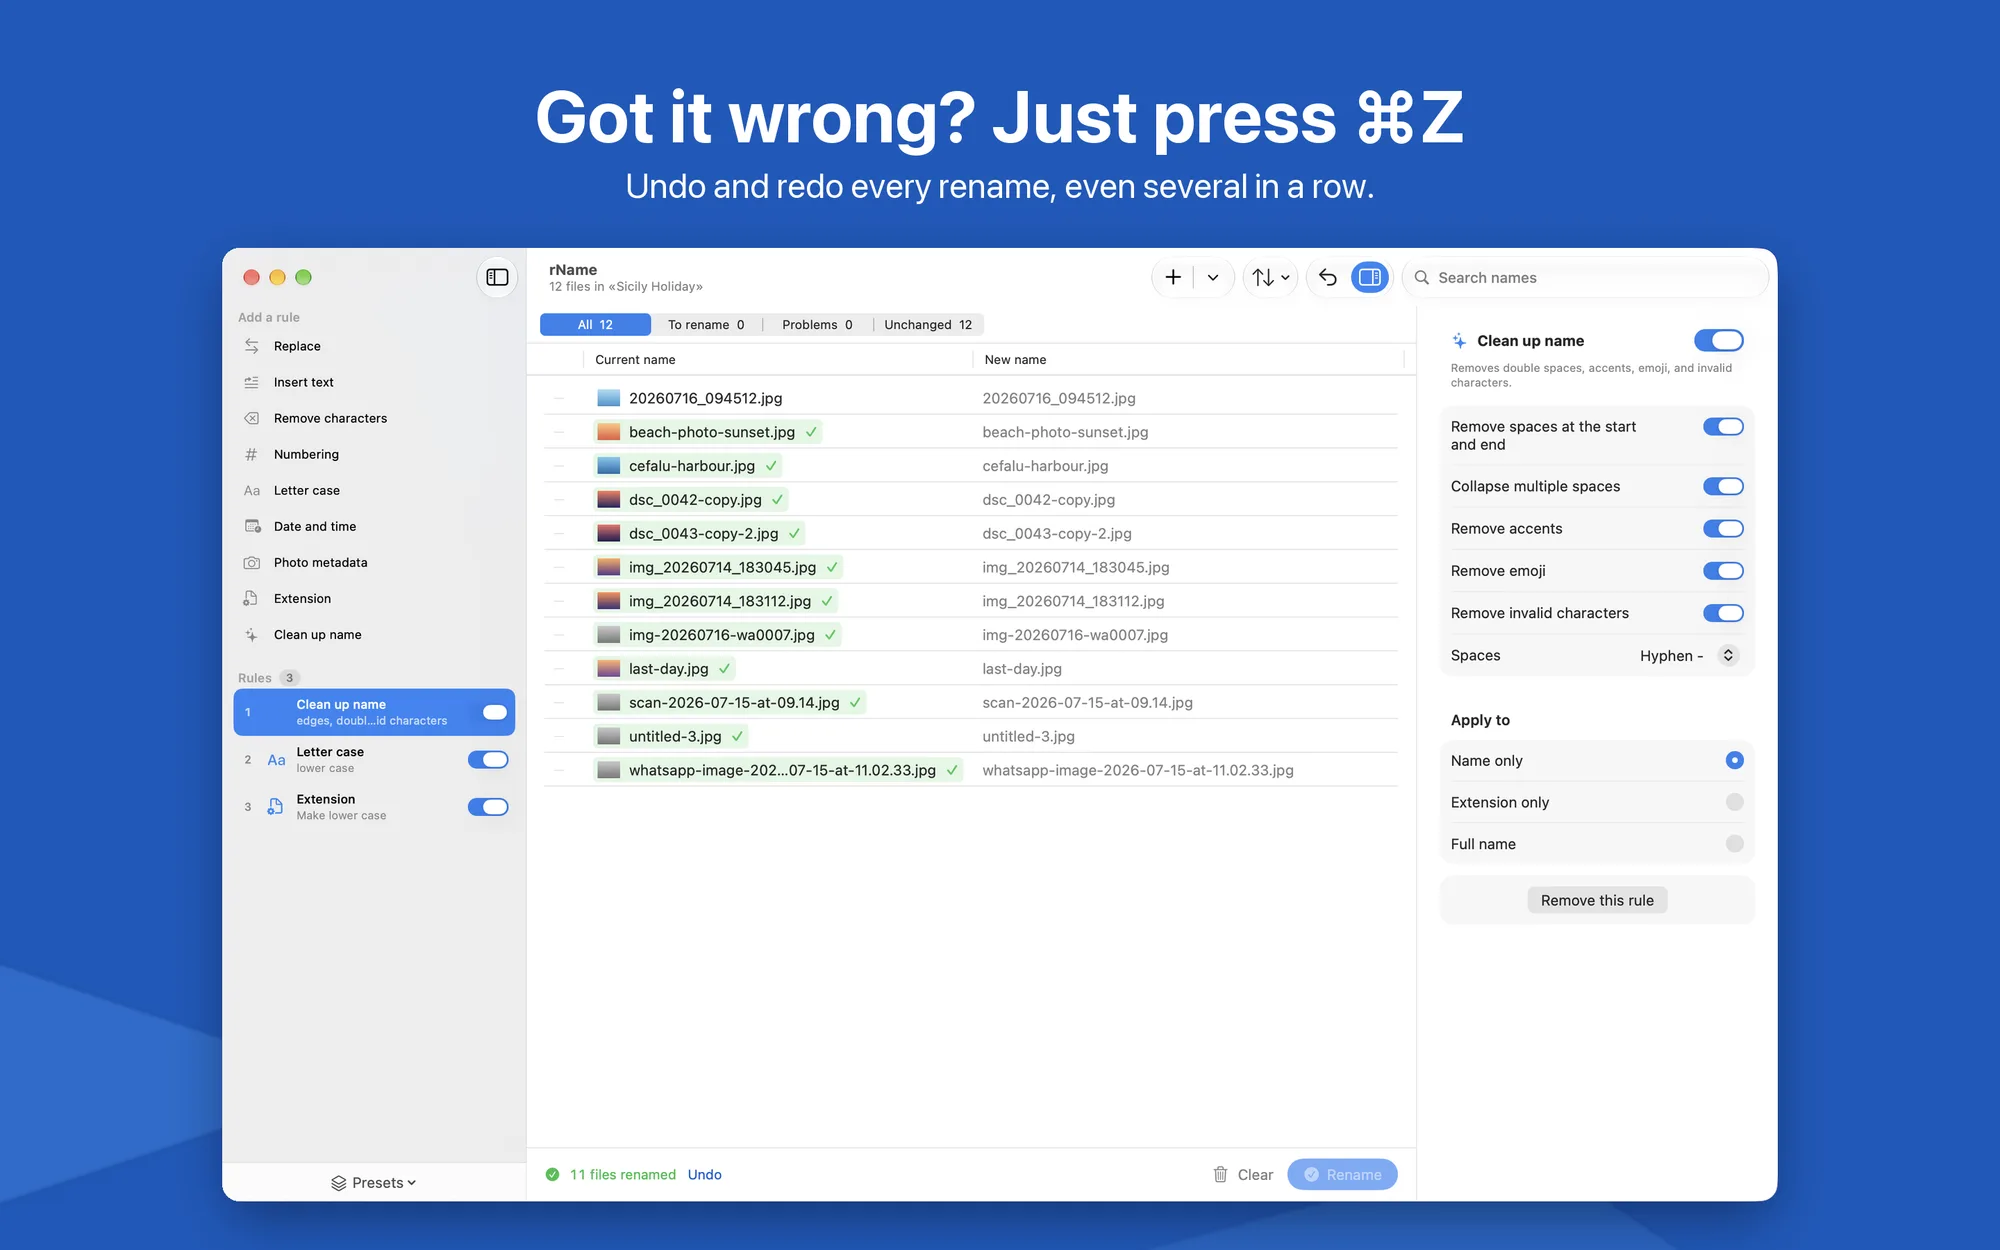 Got it wrong? Just press ⌘Z
Undo and redo every rename, even several in a row.
Add a rule
Replace
Insert text
Remove characters
# Numbering
Aa Letter case
Date and time
Photo metadata
Extension
Clean up name
Rules 3
1 Clean up name
edges, doubl...id characters
2 Aa Letter case
lower case
3 Extension
Make lower case
Presets
rName
12 files in «Sicily Holiday»
Search names
All 12 To rename 0 Problems 0 Unchanged 12
Current name New name
20260716_094512.jpg 20260716_094512.jpg
beach-photo-sunset.jpg beach-photo-sunset.jpg
cefalu-harbour.jpg cefalu-harbour.jpg
dsc_0042-copy.jpg dsc_0042-copy.jpg
dsc_0043-copy-2.jpg dsc_0043-copy-2.jpg
img_20260714_183045.jpg img_20260714_183045.jpg
img_20260714_183112.jpg img_20260714_183112.jpg
img-20260716-wa0007.jpg img-20260716-wa0007.jpg
last-day.jpg last-day.jpg
scan-2026-07-15-at-09.14.jpg scan-2026-07-15-at-09.14.jpg
untitled-3.jpg untitled-3.jpg
whatsapp-image-202...07-15-at-11.02.33.jpg whatsapp-image-2026-07-15-at-11.02.33.jpg
11 files renamed Undo
Clear Rename
Clean up name
Removes double spaces, accents, emoji, and invalid
characters.
Remove spaces at the start
and end
Collapse multiple spaces
Remove accents
Remove emoji
Remove invalid characters
Spaces Hyphen -
Apply to
Name only
Extension only
Full name
Remove this rule